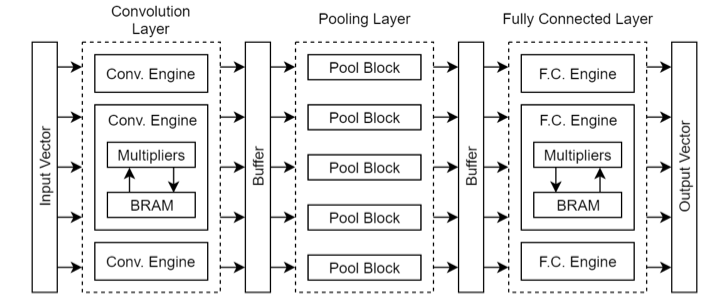 Convolution
Layer
Pooling Layer
Fully Connected Layer
Input Vector
Conv. Engine
Conv. Engine
Multipliers
BRAM
Conv. Engine
Buffer
Pool Block
Pool Block
Pool Block
Pool Block
Pool Block
Buffer
F.C. Engine
F.C. Engine
Multipliers
BRAM
F.C. Engine
Output Vector